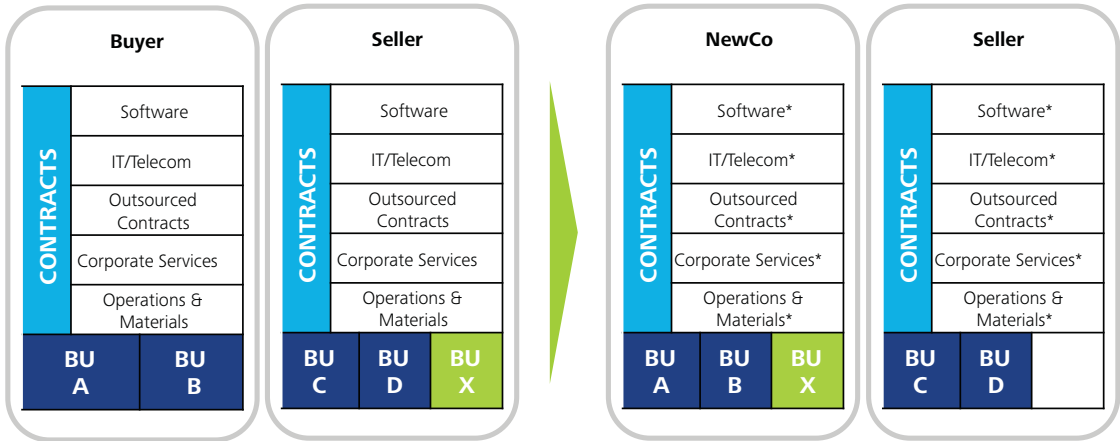 Buyer
CONTRACTS
Software
IT/Telecom
Outsourced
Contracts
Corporate Services
Operations &
Materials
BU
A
BU
B
Seller
CONTRACTS
Software
IT/Telecom
Outsourced
Contracts
Corporate Services
Operations &
Materials
BU
C
BU
D
BU
X
NewCo
CONTRACTS
Software*
IT/Telecom*
Outsourced
Contracts*
Corporate Services*
Operations &
Materials*
BU
A
BU
B
BU
X
Seller
CONTRACTS
Software*
IT/Telecom*
Outsourced
Contracts*
Corporate Services*
Operations &
Materials*
BU
C
BU
D